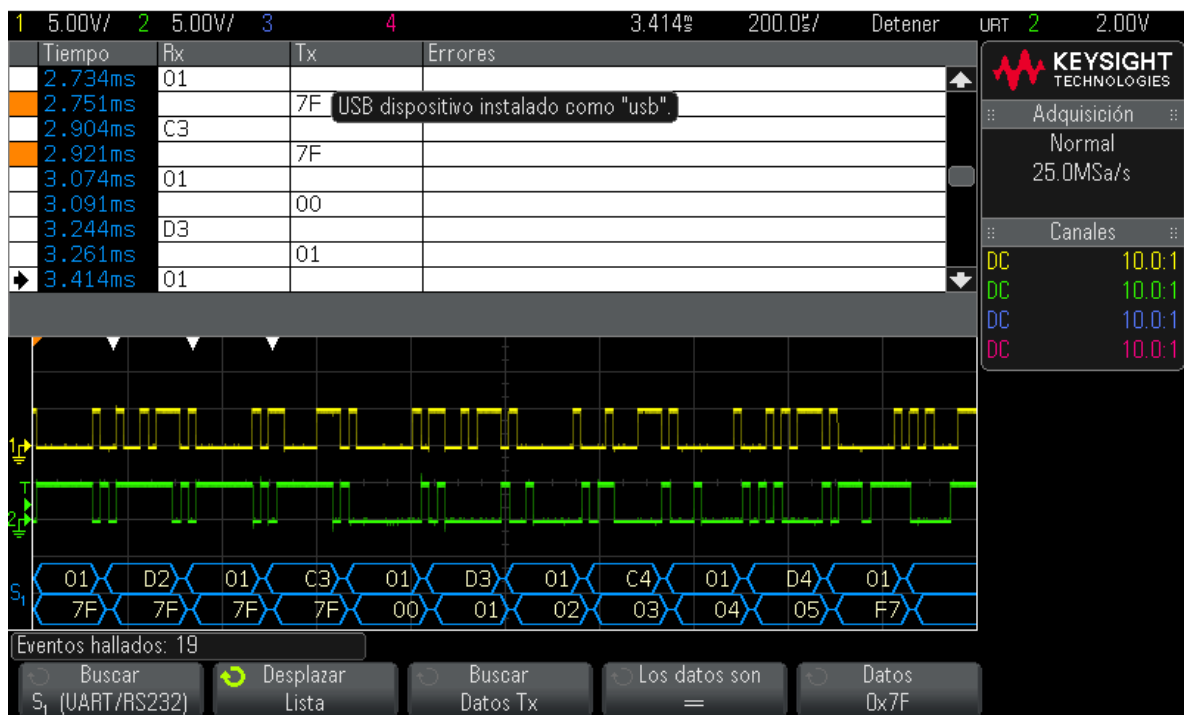 1 5.00V/ 2 5.00V/ 3 4 3.414ms 200.0us/ Detener URT 2 2.00V
Tiempo Rx Tx Errores
2.734ms 01
2.751ms 7F
USB dispositivo instalado como "usb".
2.904ms C3
2.921ms 7F
3.074ms 01
3.091ms 00
3.244ms D3
3.261ms 01
3.414ms 01
KEYSIGHT
TECHNOLOGIES
Adquisición
Normal
25.0MSa/s
Canales
DC 10.0:1
DC 10.0:1
DC 10.0:1
DC 10.0:1
1
T
2
S1
01 D2 01 C3 01 D3 01 C4 01 D4 01
7F 7F 7F 7F 00 01 02 03 04 05 F7
Eventos hallados: 19
Buscar
S1 (UART/RS232)
Desplazar
Lista
Buscar
Datos Tx
Los datos son
=
Datos
0x7F